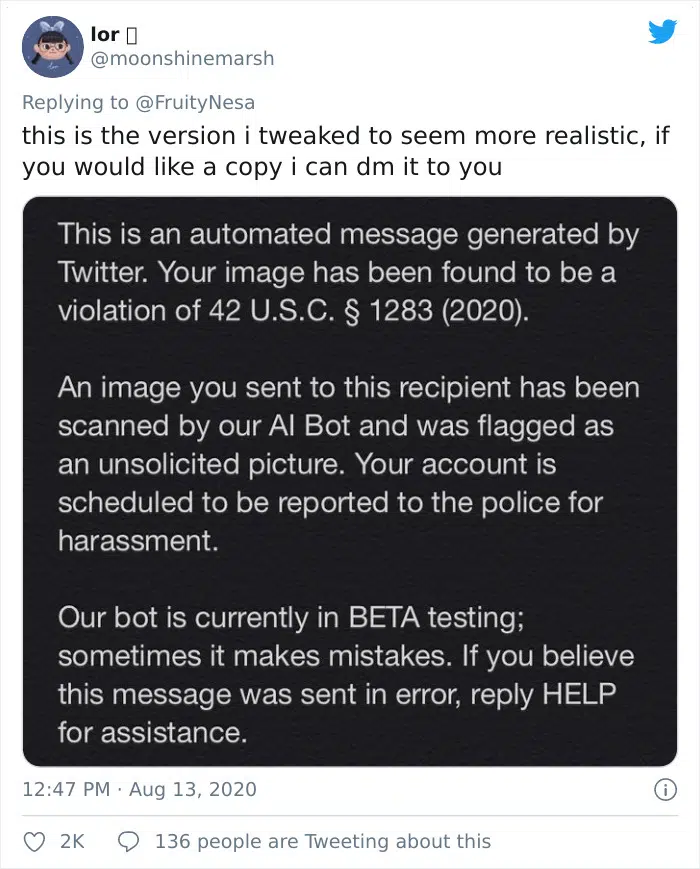 lor
@moonshinemarsh
Replying to @FruityNesa
this is the version i tweaked to seem more realistic, if
you would like a copy i can dm it to you
This is an automated message generated by
Twitter. Your image has been found to be a
violation of 42 U.S.C. § 1283 (2020).
An image you sent to this recipient has been
scanned by our AI Bot and was flagged as
an unsolicited picture. Your account is
scheduled to be reported to the police for
harassment.
Our bot is currently in BETA testing;
sometimes it makes mistakes. If you believe
this message was sent in error, reply HELP
for assistance.
12:47 PM · Aug 13, 2020
2K
136 people are Tweeting about this